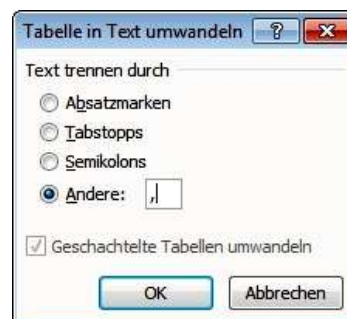 Tabelle in Text umwandeln
Text trennen durch
Absatzmarken
Tabstopps
Semikolons
Andere: ,
Geschachtelte Tabellen umwandeln
OK Abbrechen